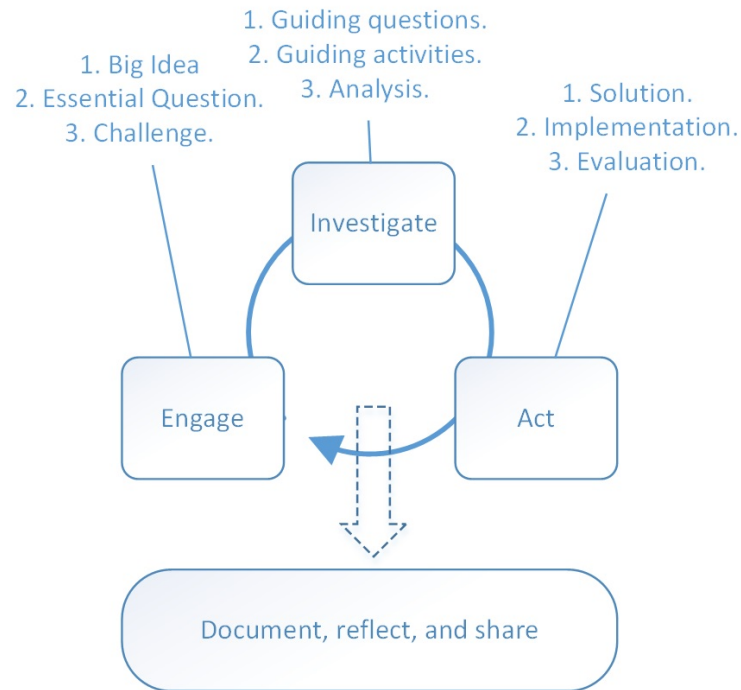 1. Guiding questions.
2. Guiding activities.
3. Analysis.
1. Big Idea
2. Essential Question.
3. Challenge.
1. Solution.
2. Implementation.
3. Evaluation.
Investigate
Engage
Act
Document, reflect, and share